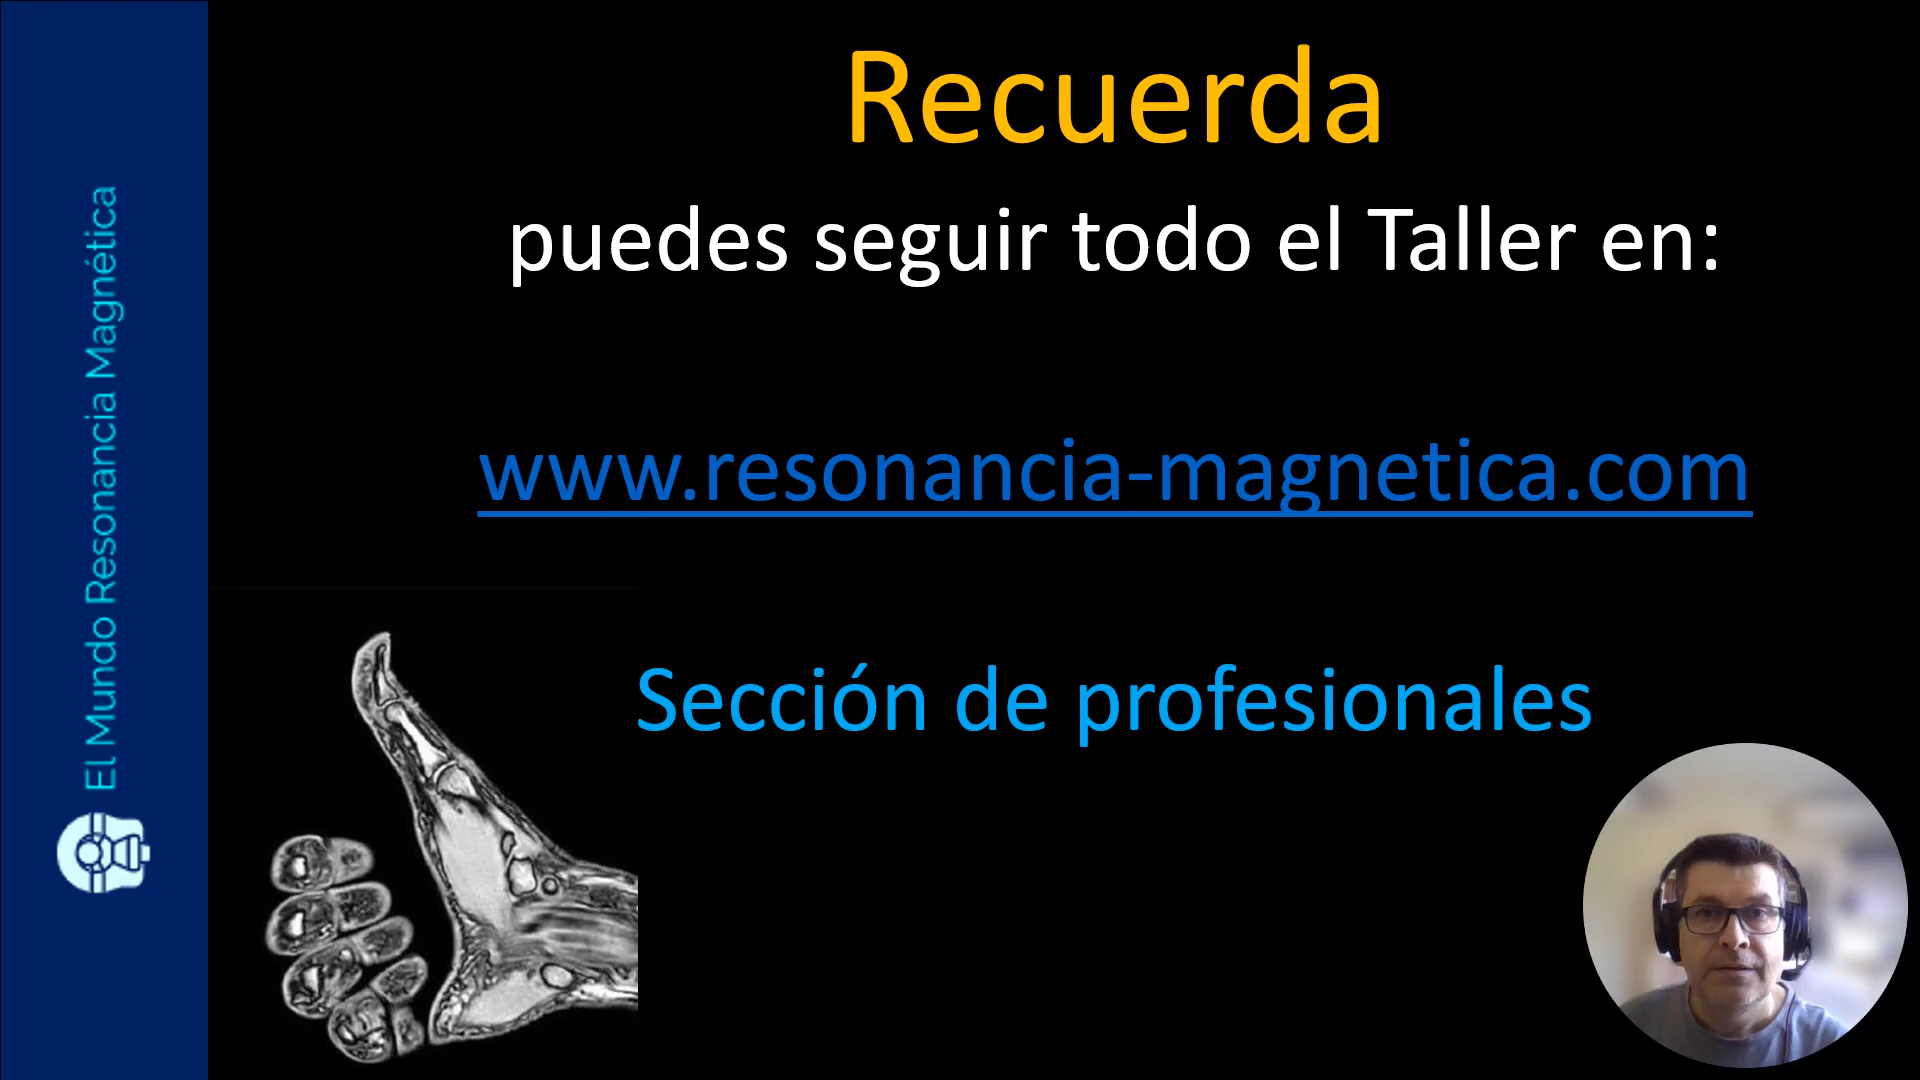 El Mundo Resonancia Magnética
Recuerda
puedes seguir todo el Taller en:
www.resonancia-magnetica.com
Sección de profesionales